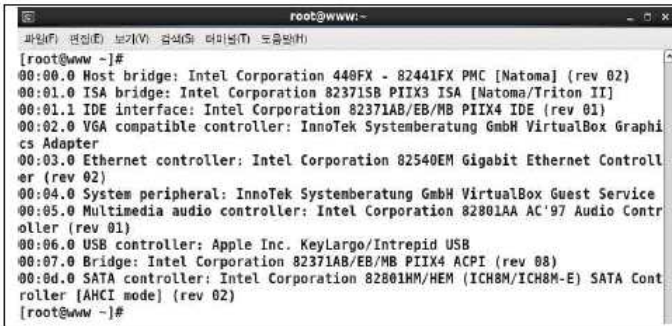 root@www:~
파일(F) 편집(E) 보기(V) 검색(S) 터미널(T) 도움말(H)
[root@www ~]#
00:00.0 Host bridge: Intel Corporation 440FX - 82441FX PMC [Natoma] (rev 02)
00:01.0 ISA bridge: Intel Corporation 82371SB PIIX3 ISA [Natoma/Triton II]
00:01.1 IDE interface: Intel Corporation 82371AB/EB/MB PIIX4 IDE (rev 01)
00:02.0 VGA compatible controller: InnoTek Systemberatung GmbH VirtualBox Graphi
cs Adapter
00:03.0 Ethernet controller: Intel Corporation 82540EM Gigabit Ethernet Controll
er (rev 02)
00:04.0 System peripheral: InnoTek Systemberatung GmbH VirtualBox Guest Service
00:05.0 Multimedia audio controller: Intel Corporation 82801AA AC'97 Audio Contr
oller (rev 01)
00:06.0 USB controller: Apple Inc. KeyLargo/Intrepid USB
00:07.0 Bridge: Intel Corporation 82371AB/EB/MB PIIX4 ACPI (rev 08)
00:0d.0 SATA controller: Intel Corporation 82801HM/HEM (ICH8M/ICH8M-E) SATA Cont
roller [AHCI mode] (rev 02)
[root@www ~]#